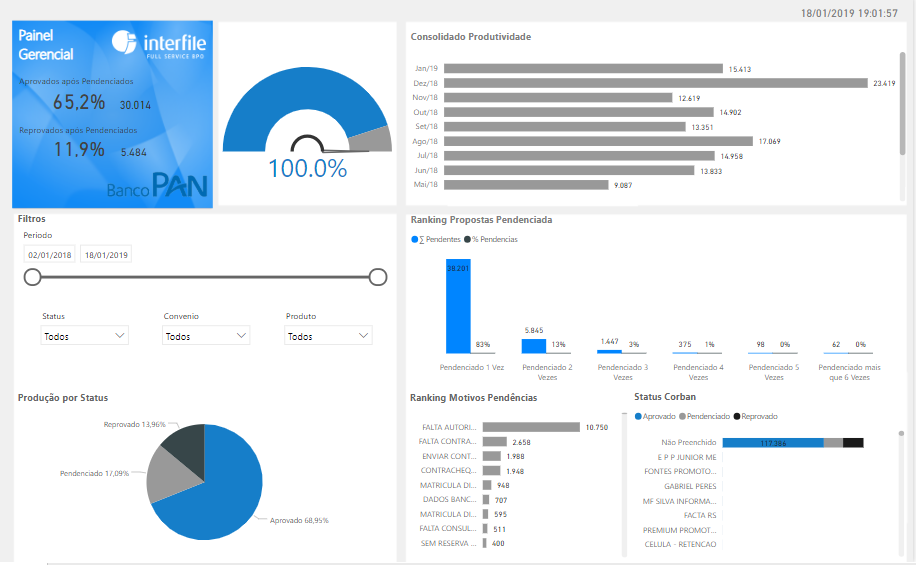 18/01/2019 19:01:57
Painel
Gerencial
interfile
FULL SERVICE BPO
Aprovados apos Pendenciados
65,2% 30.014
Reprovados após Pendenciados
11,9% 5.484
Banco PAN
100.0%
Consolidado Produtividade
Jan/19 15.413
Dez/18 23.419
Nov/18 12.619
Out/18 14.902
Set/18 13.351
Ago/18 17.069
Jul/18 14.958
Jun/18 13.833
Mai/18 9.087
Filtros
Periodo
02/01/2018 18/01/2019
Status Convenio Produto
Todos Todos Todos
Ranking Propostas Pendenciada
∑ Pendentes % Pendencias
38.201 83% 5.845 13% 1.447 3% 375 1% 98 0% 62 0%
Pendenciado 1 Vez Pendenciado 2 Vezes Pendenciado 3 Vezes Pendenciado 4 Vezes Pendenciado 5 Vezes Pendenciado mais que 6 Vezes
Produção por Status
Reprovado 13,96%
Pendenciado 17,09%
Aprovado 68,95%
Ranking Motivos Pendências
FALTA AUTORI... 10.750
FALTA CONTRA... 2.658
ENVIAR CONT... 1.988
CONTRACHEQ... 1.948
MATRICULA DI... 948
DADOS BANC... 707
MATRICULA DI... 595
FALTA CONSUL... 511
SEM RESERVA ... 400
Status Corban
Aprovado Pendenciado Reprovado
Não Preenchido 117.386
E P P JUNIOR ME
FONTES PROMOTO...
GABRIEL PERES
MF SILVA INFORMA...
FACTA RS
PREMIUM PROMOT...
CELULA - RETENCAO